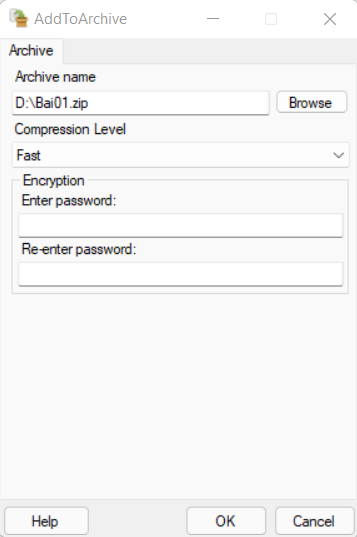 AddToArchive
Archive
Archive name
D:\Bai01.zip
Browse
Compression Level
Fast
Encryption
Enter password:
Re-enter password:
Help
OK
Cancel